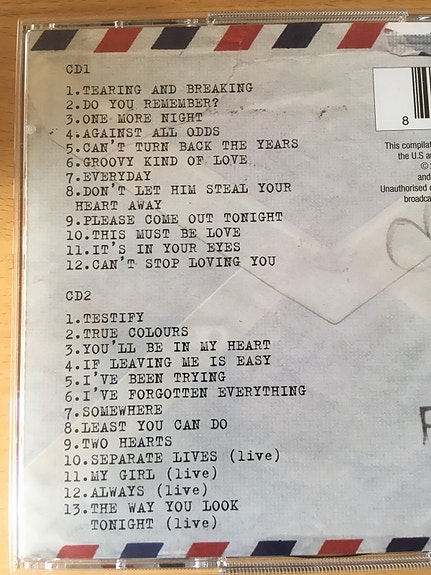 CD1
1.TEARING AND BREAKING
2.DO YOU REMEMBER?
3.ONE MORE NIGHT
4.AGAINST ALL ODDS
5.CAN'T TURN BACK THE YEARS
6.GROOVY KIND OF LOVE
7.EVERYDAY
8.DON'T LET HIM STEAL YOUR
HEART AWAY
9.PLEASE COME OUT TONIGHT
10.THIS MUST BE LOVE
11.IT'S IN YOUR EYES
12.CAN'T STOP LOVING YOU
CD2
1.TESTIFY
2.TRUE COLOURS
3.YOU'LL BE IN MY HEART
4.IF LEAVING ME IS EASY
5.I'VE BEEN TRYING
6.I'VE FORGOTTEN EVERYTHING
7.SOMEWHERE
8.LEAST YOU CAN DO
9.TWO HEARTS
10.SEPARATE LIVES (live)
11.MY GIRL (live)
12.ALWAYS (live)
13.THE WAY YOU LOOK
TONIGHT (live)
8
This compilat
the U.S a
©
and
Unauthorised
broadca